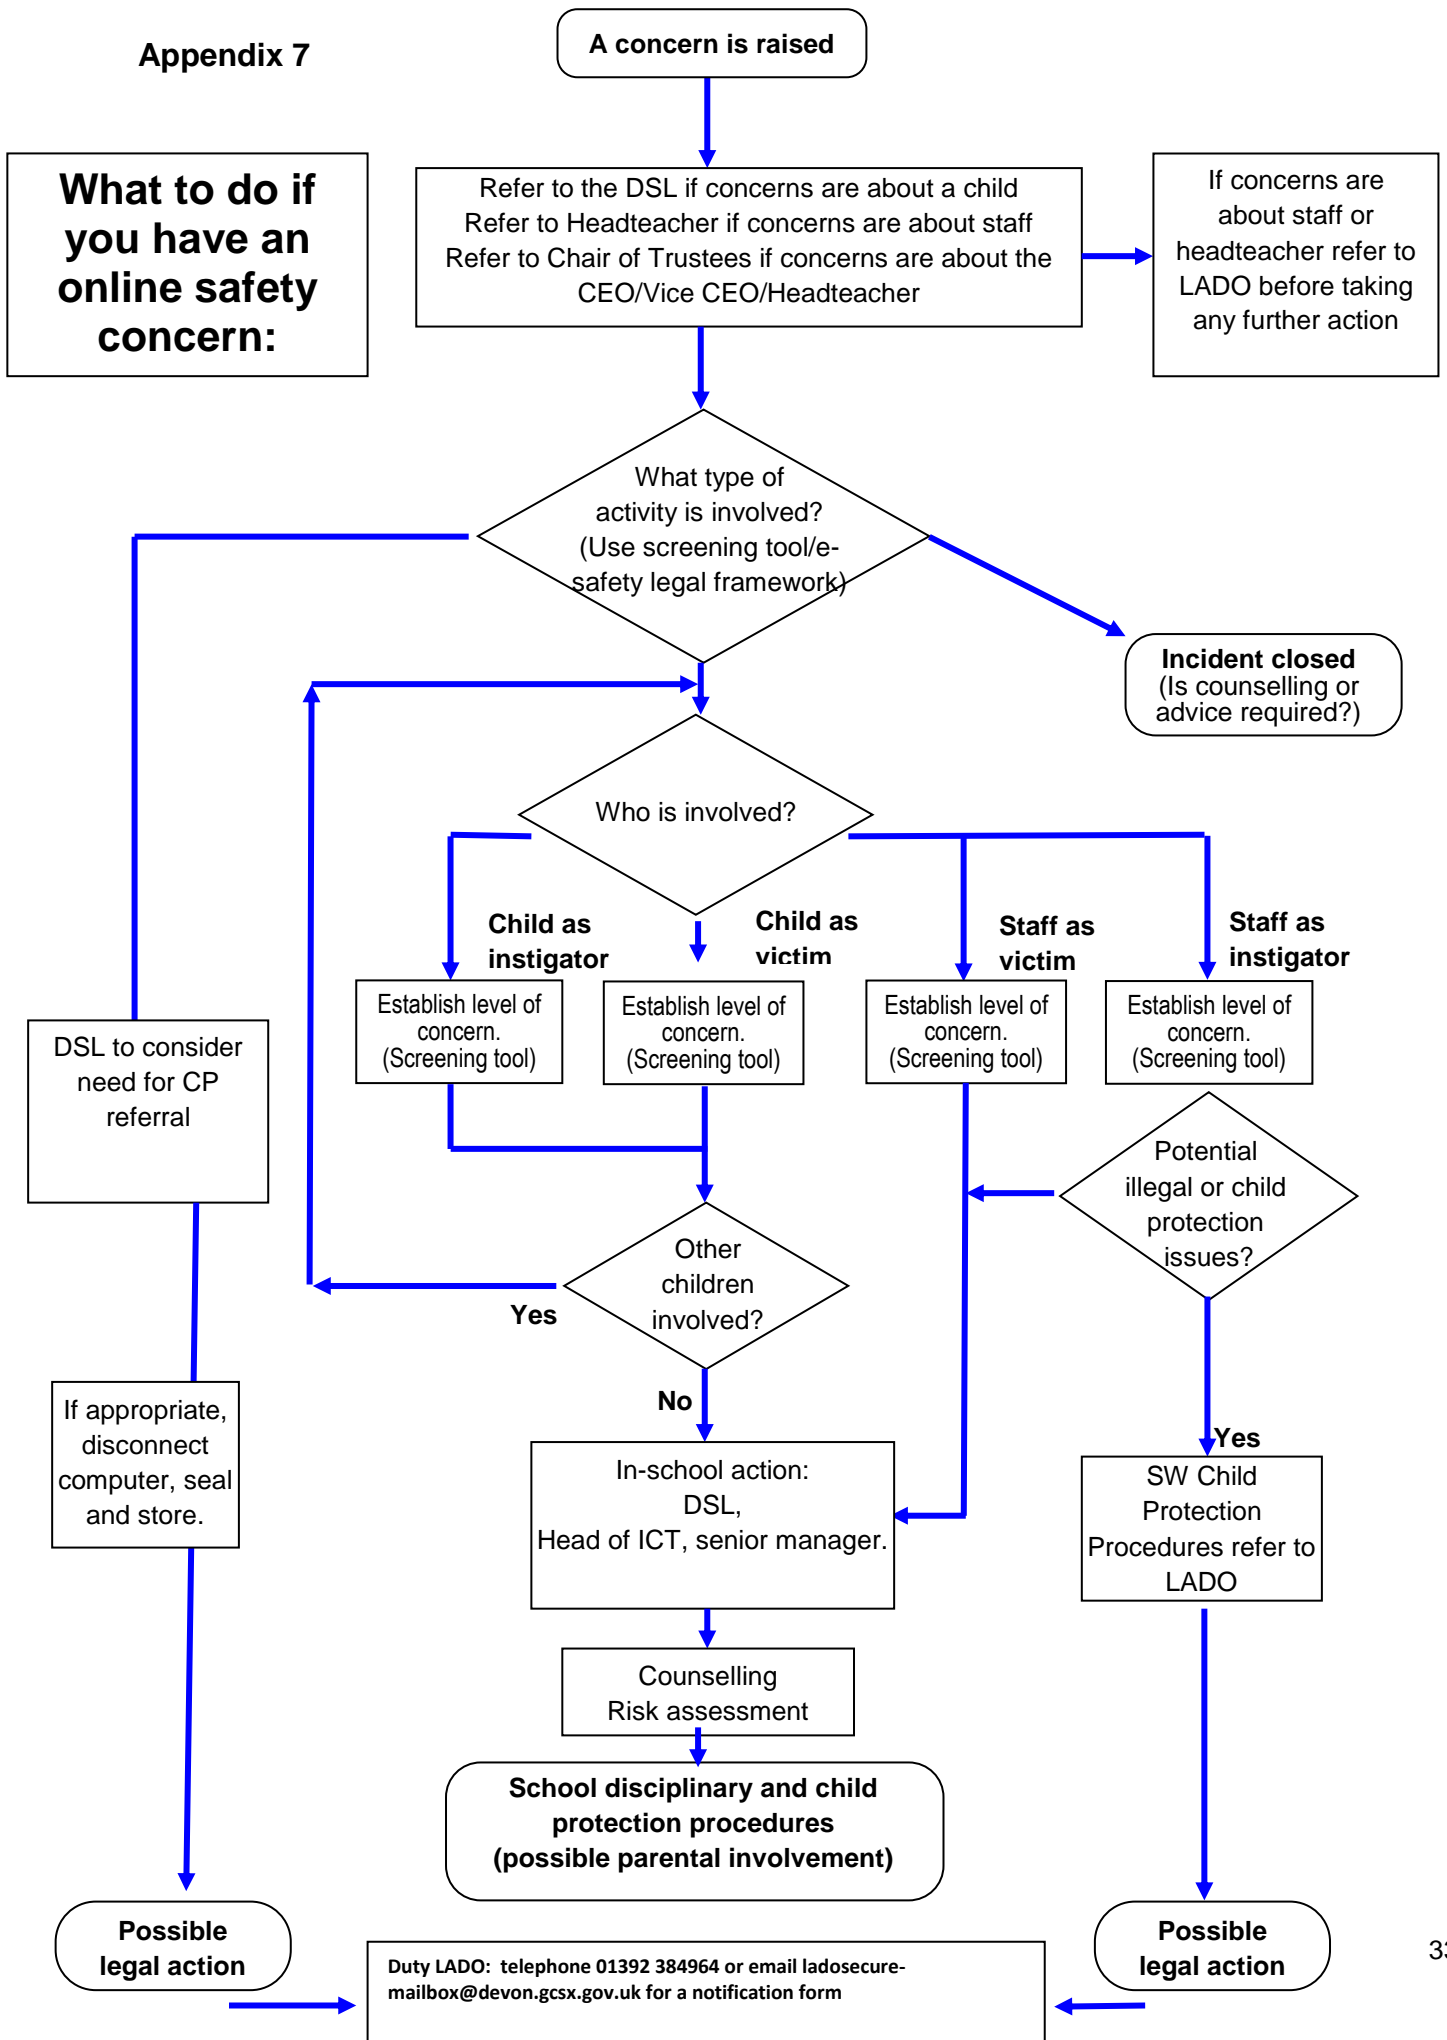 Appendix 7
A concern is raised
What to do if
you have an
online safety
concern:
Refer to the DSL if concerns are about a child
Refer to Headteacher if concerns are about staff
Refer to Chair of Trustees if concerns are about the
CEO/Vice CEO/Headteacher
If concerns are
about staff or
headteacher refer to
LADO before taking
any further action
What type of
activity is involved?
(Use screening tool/e-
safety legal framework)
Incident closed
(Is counselling or
advice required?)
Who is involved?
Child as
instigator
Child as
victim
Staff as
victim
Staff as
instigator
Establish level of
concern.
(Screening tool)
Establish level of
concern.
(Screening tool)
Establish level of
concern.
(Screening tool)
Establish level of
concern.
(Screening tool)
DSL to consider
need for CP
referral
Potential
illegal or child
protection
issues?
Other
children
involved?
Yes
No
If appropriate,
disconnect
computer, seal
and store.
In-school action:
DSL,
Head of ICT, senior manager.
Yes
SW Child
Protection
Procedures refer to
LADO
Counselling
Risk assessment
School disciplinary and child
protection procedures
(possible parental involvement)
Possible
legal action
Possible
legal action
Duty LADO: telephone 01392 384964 or email ladosecure-
mailbox@devon.gcsx.gov.uk for a notification form